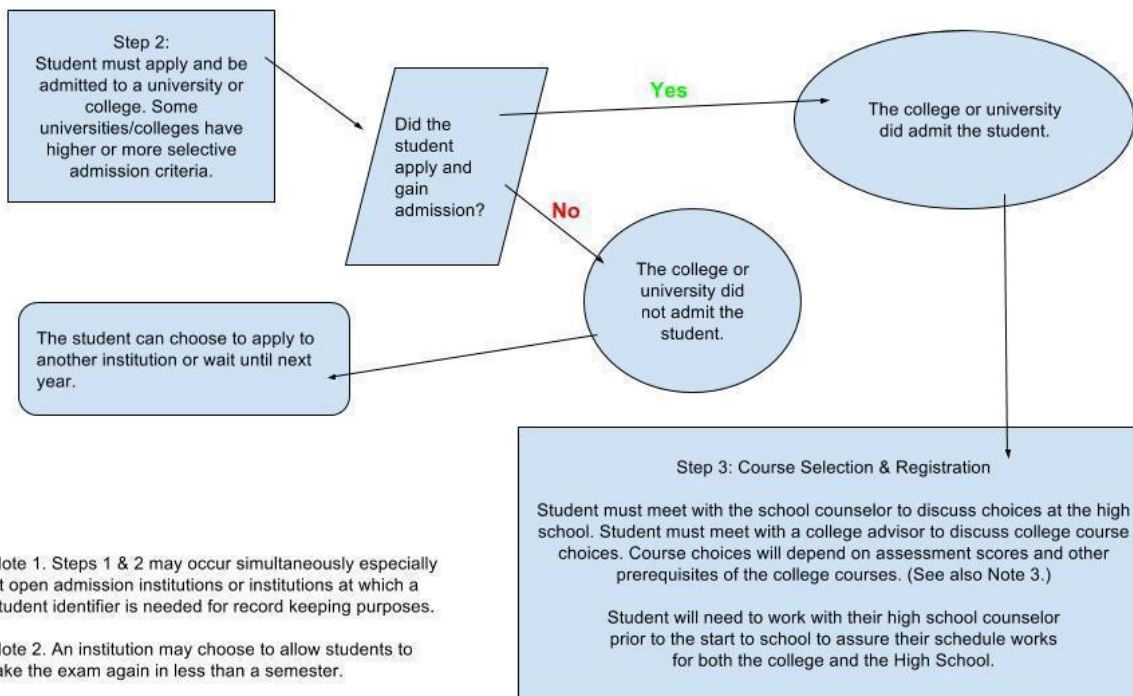 Step 2:
Student must apply and be
admitted to a university or
college. Some
universities/colleges have
higher or more selective
admission criteria.
Did the
student
apply and
gain
admission?
Yes
The college or university
did admit the student.
No
The college or
university did
not admit the
student.
The student can choose to apply to
another institution or wait until next
year.
Step 3: Course Selection & Registration
Student must meet with the school counselor to discuss choices at the high
school. Student must meet with a college advisor to discuss college course
choices. Course choices will depend on assessment scores and other
prerequisites of the college courses. (See also Note 3.)
Student will need to work with their high school counselor
prior to the start to school to assure their schedule works
for both the college and the High School.
ote 1. Steps 1 & 2 may occur simultaneously especially
t open admission institutions or institutions at which a
tudent identifier is needed for record keeping purposes.
ote 2. An institution may choose to allow students to
ake the exam again in less than a semester.